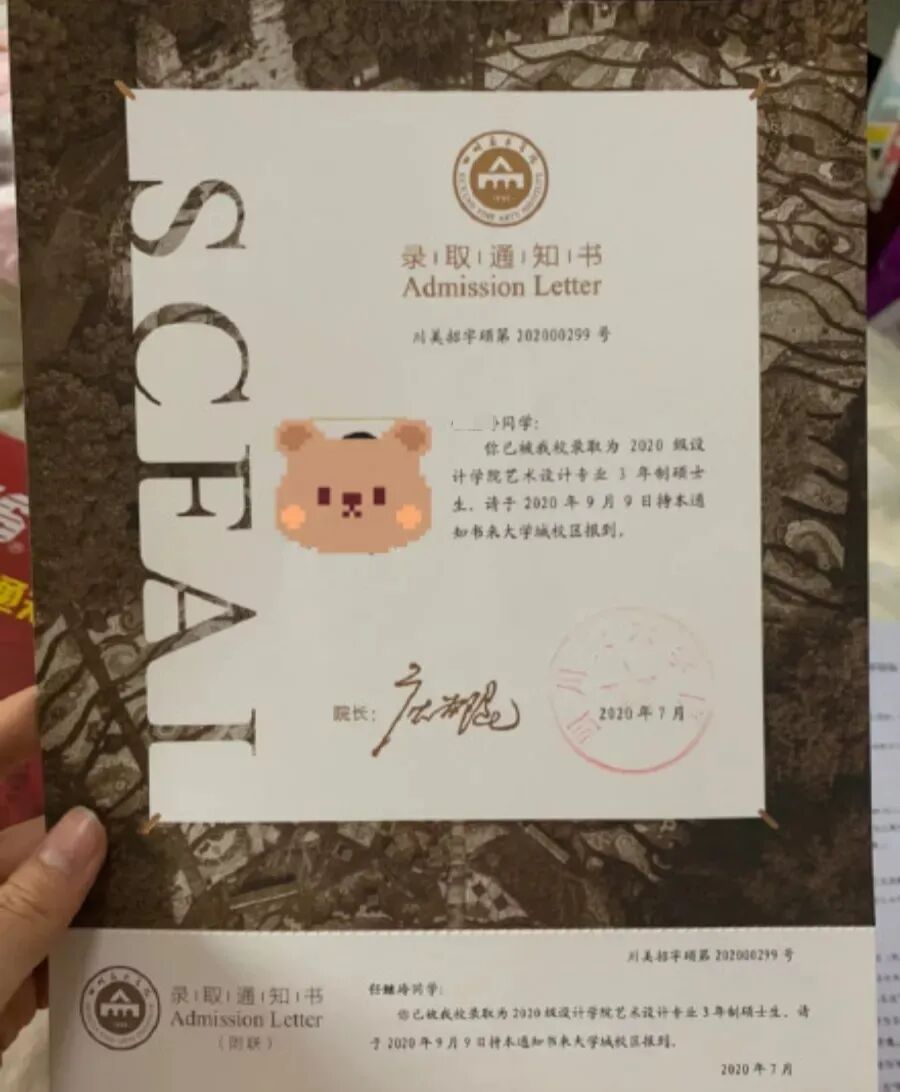 SCFAI
录取通知书
Admission Letter
川美招字硕第 202000299 号
同学:
你已被我校录取为 2020 级设
计学院艺术设计专业 3 年制硕士
生。请于 2020 年 9 月 9 日持本通
知书来大学城校区报到。
院长:
2020 年 7 月
川美招字硕第 202000299 号
录取通知书
Admission Letter
(附联)
同学:
你已被我校录取为 2020 级设计学院艺术设计专业 3 年制硕士生。请
于 2020 年 9 月 9 日持本通知书来大学城校区报到。
2020 年 7 月